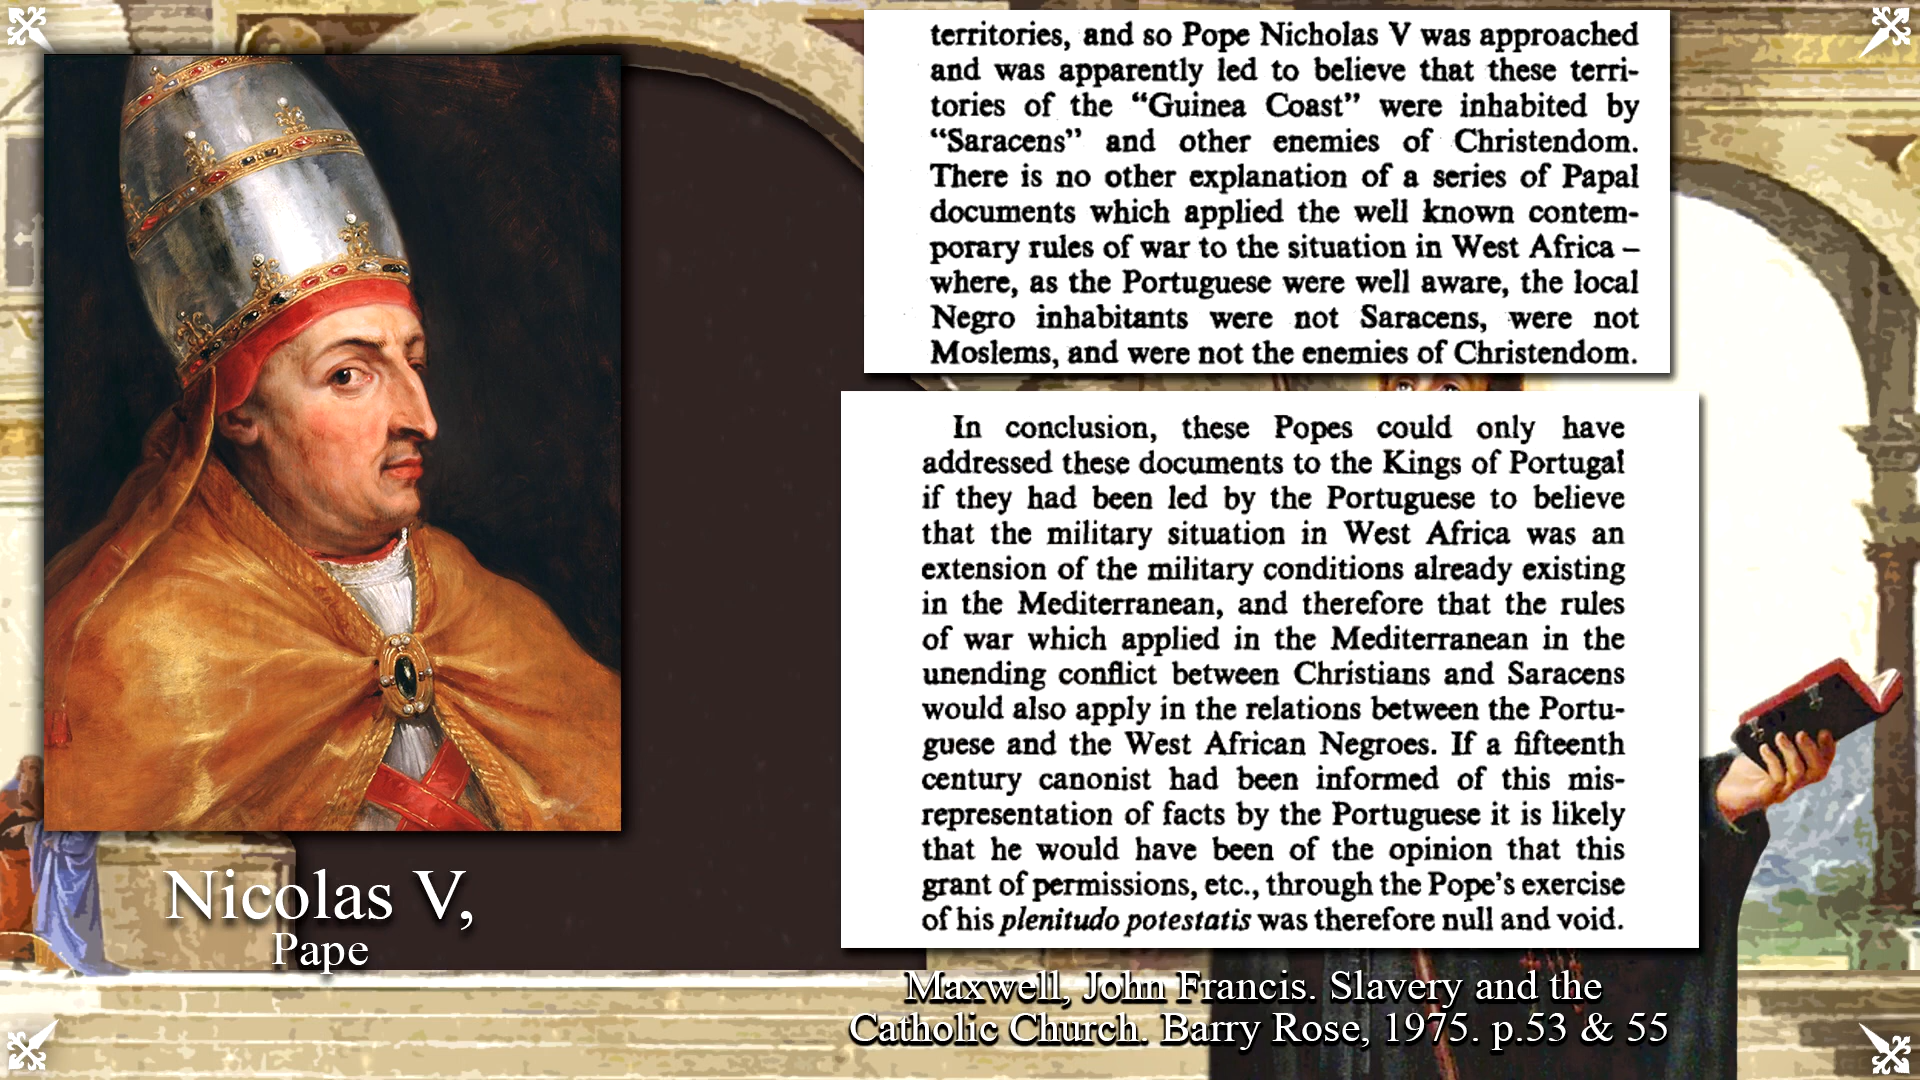 territories, and so Pope Nicholas V was approached
and was apparently led to believe that these terri-
tories of the “Guinea Coast” were inhabited by
“Saracens” and other enemies of Christendom.
There is no other explanation of a series of Papal
documents which applied the well known contem-
porary rules of war to the situation in West Africa –
where, as the Portuguese were well aware, the local
Negro inhabitants were not Saracens, were not
Moslems, and were not the enemies of Christendom.
In conclusion, these Popes could only have
addressed these documents to the Kings of Portugal
if they had been led by the Portuguese to believe
that the military situation in West Africa was an
extension of the military conditions already existing
in the Mediterranean, and therefore that the rules
of war which applied in the Mediterranean in the
unending conflict between Christians and Saracens
would also apply in the relations between the Portu-
guese and the West African Negroes. If a fifteenth
century canonist had been informed of this mis-
representation of facts by the Portuguese it is likely
that he would have been of the opinion that this
grant of permissions, etc., through the Pope’s exercise
of his plenitudo potestatis was therefore null and void.
Nicolas V,
Pape
Maxwell, John Francis. Slavery and the
Catholic Church. Barry Rose, 1975. p.53 & 55